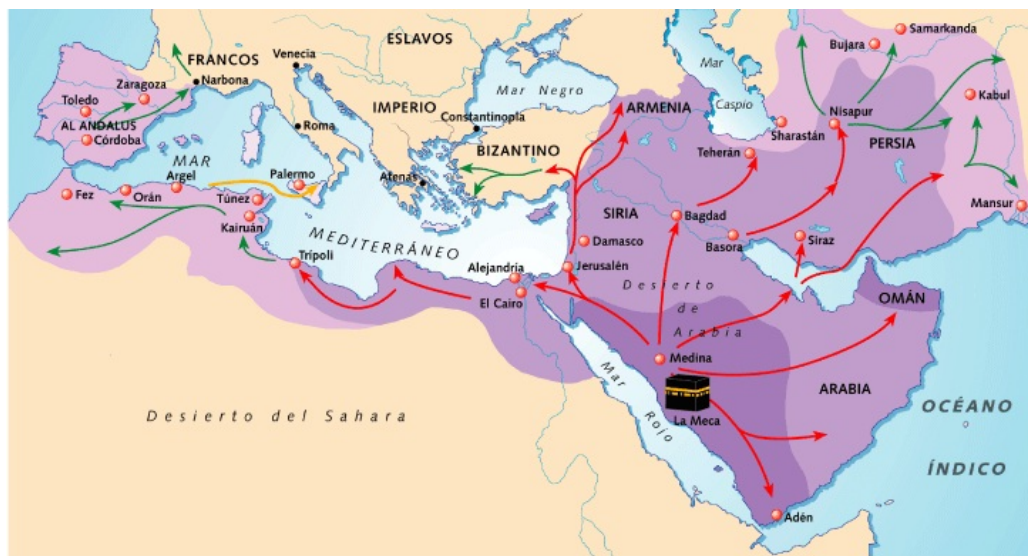 ESLAVOS
Samarkanda
Bujara
FRANCOS
Venecia
Narbona
Zaragoza
Toledo
AL ANDALUS
Córdoba
Mar
Caspio
Kabul
IMPERIO
Mar Negro
Constantinopla
ARMENIA
Nisapur
Sharastán
Roma
BIZANTINO
Teherán
PERSIA
MAR
Argel
Palermo
Atenas
Fez
Orán
Túnez
SIRIA
Bagdad
Mansur
Kairuán
MEDITERRÁNEO
Damasco
Basora
Siraz
Trípoli
Alejandría
Jerusalén
El Caíro
Desierto
de
Arabia
OMÁN
Medina
Desierto del Sahara
Mar
Rojo
La Meca
ARABIA
OCÉANO
ÍNDICO
Adén